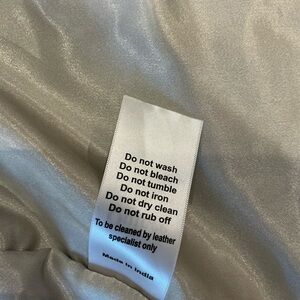 Do not wash
Do not bleach
Do not tumble
Do not iron
Do not dry clean
Do not rub off
To be cleaned by leather
specialist only
Made in India